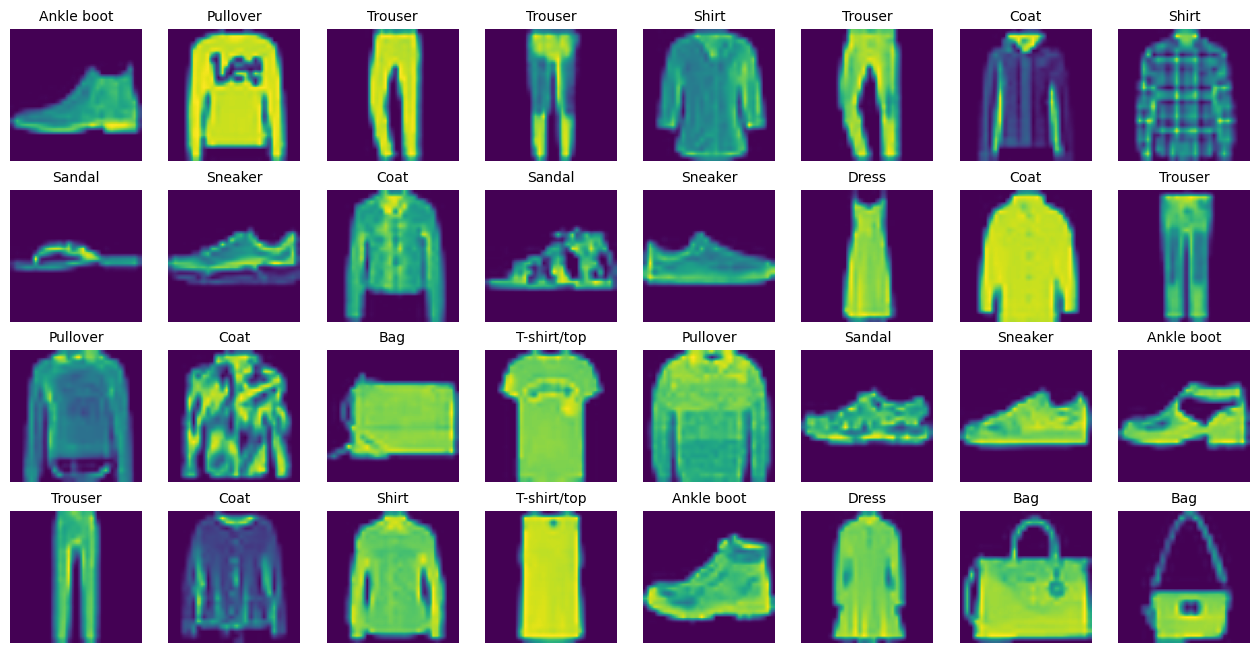 Ankle boot Pullover Trouser Trouser Shirt Trouser Coat Shirt
Lee
Sandal Sneaker Coat Sandal Sneaker Dress Coat Trouser
Pullover Coat Bag T-shirt/top Pullover Sandal Sneaker Ankle boot
Trouser Coat Shirt T-shirt/top Ankle boot Dress Bag Bag